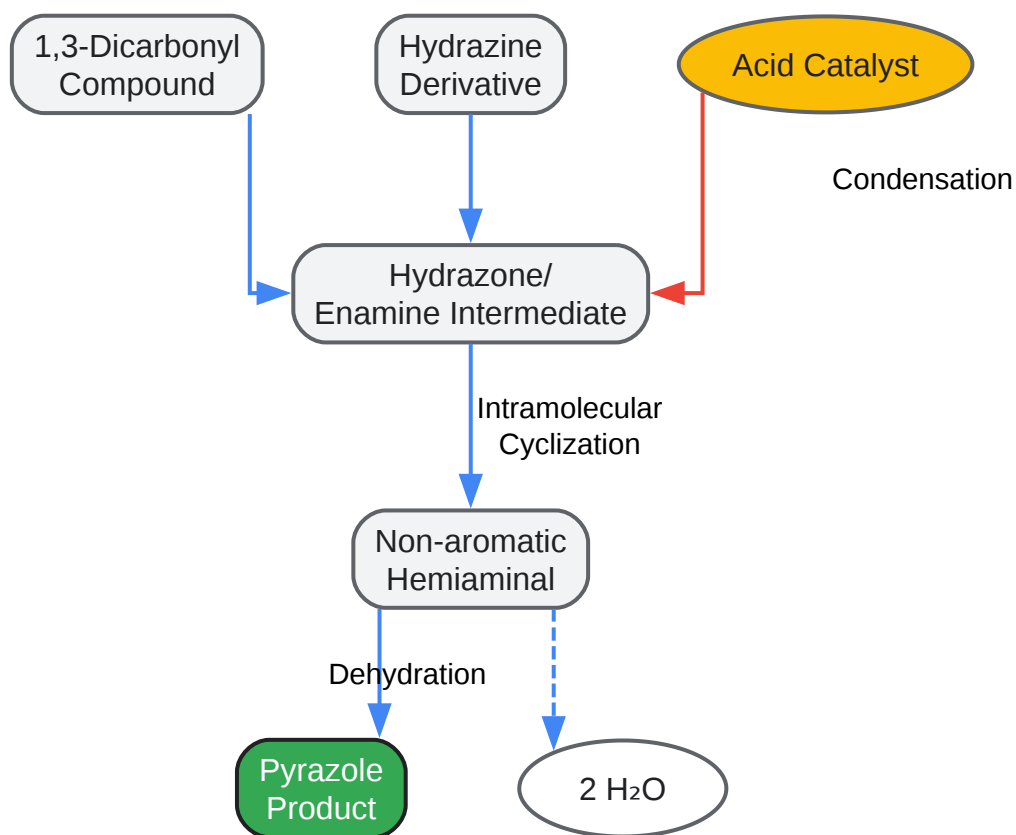 1,3-Dicarbonyl
Compound
Hydrazine
Derivative
Acid Catalyst
Condensation
Hydrazone/
Enamine Intermediate
Intramolecular
Cyclization
Non-aromatic
Hemiaminal
Dehydration
Pyrazole
Product
2 H₂O